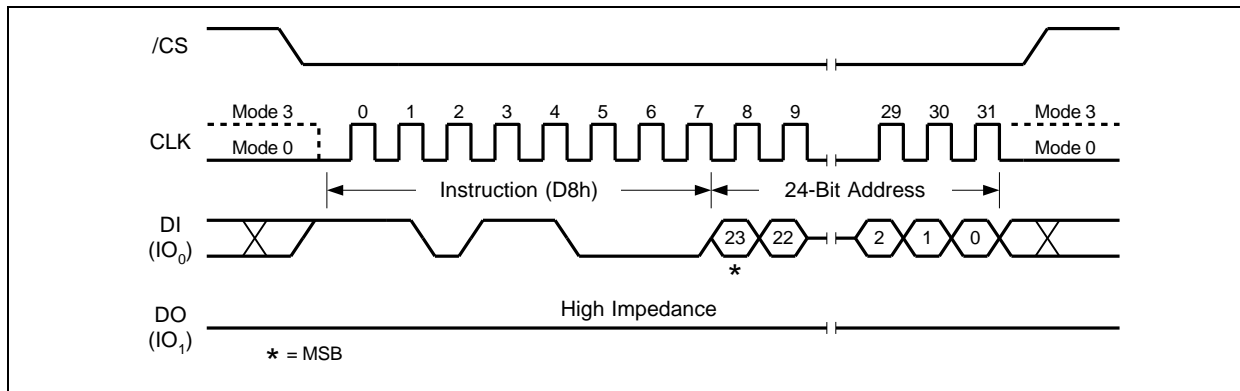 /CS
Mode 3 0 1 2 3 4 5 6 7 8 9 29 30 31 Mode 3
CLK
Mode 0 Mode 0
Instruction (D8h) 24-Bit Address
DI
(IO0)
23 22 2 1 0
*
High Impedance
DO
(IO1)
* = MSB